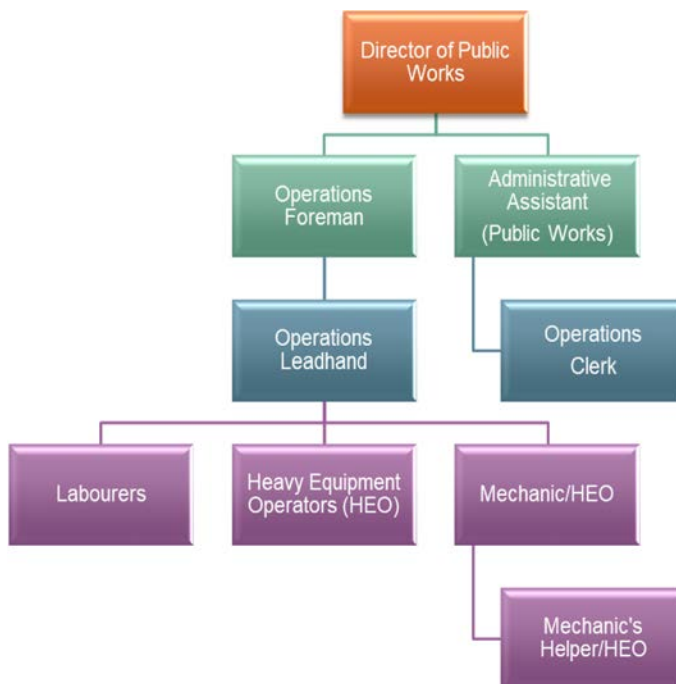 Director of Public
Works
Operations
Foreman
Administrative
Assistant
(Public Works)
Operations
Leadhand
Operations
Clerk
Labourers
Heavy Equipment
Operators (HEO)
Mechanic/HEO
Mechanic's
Helper/HEO